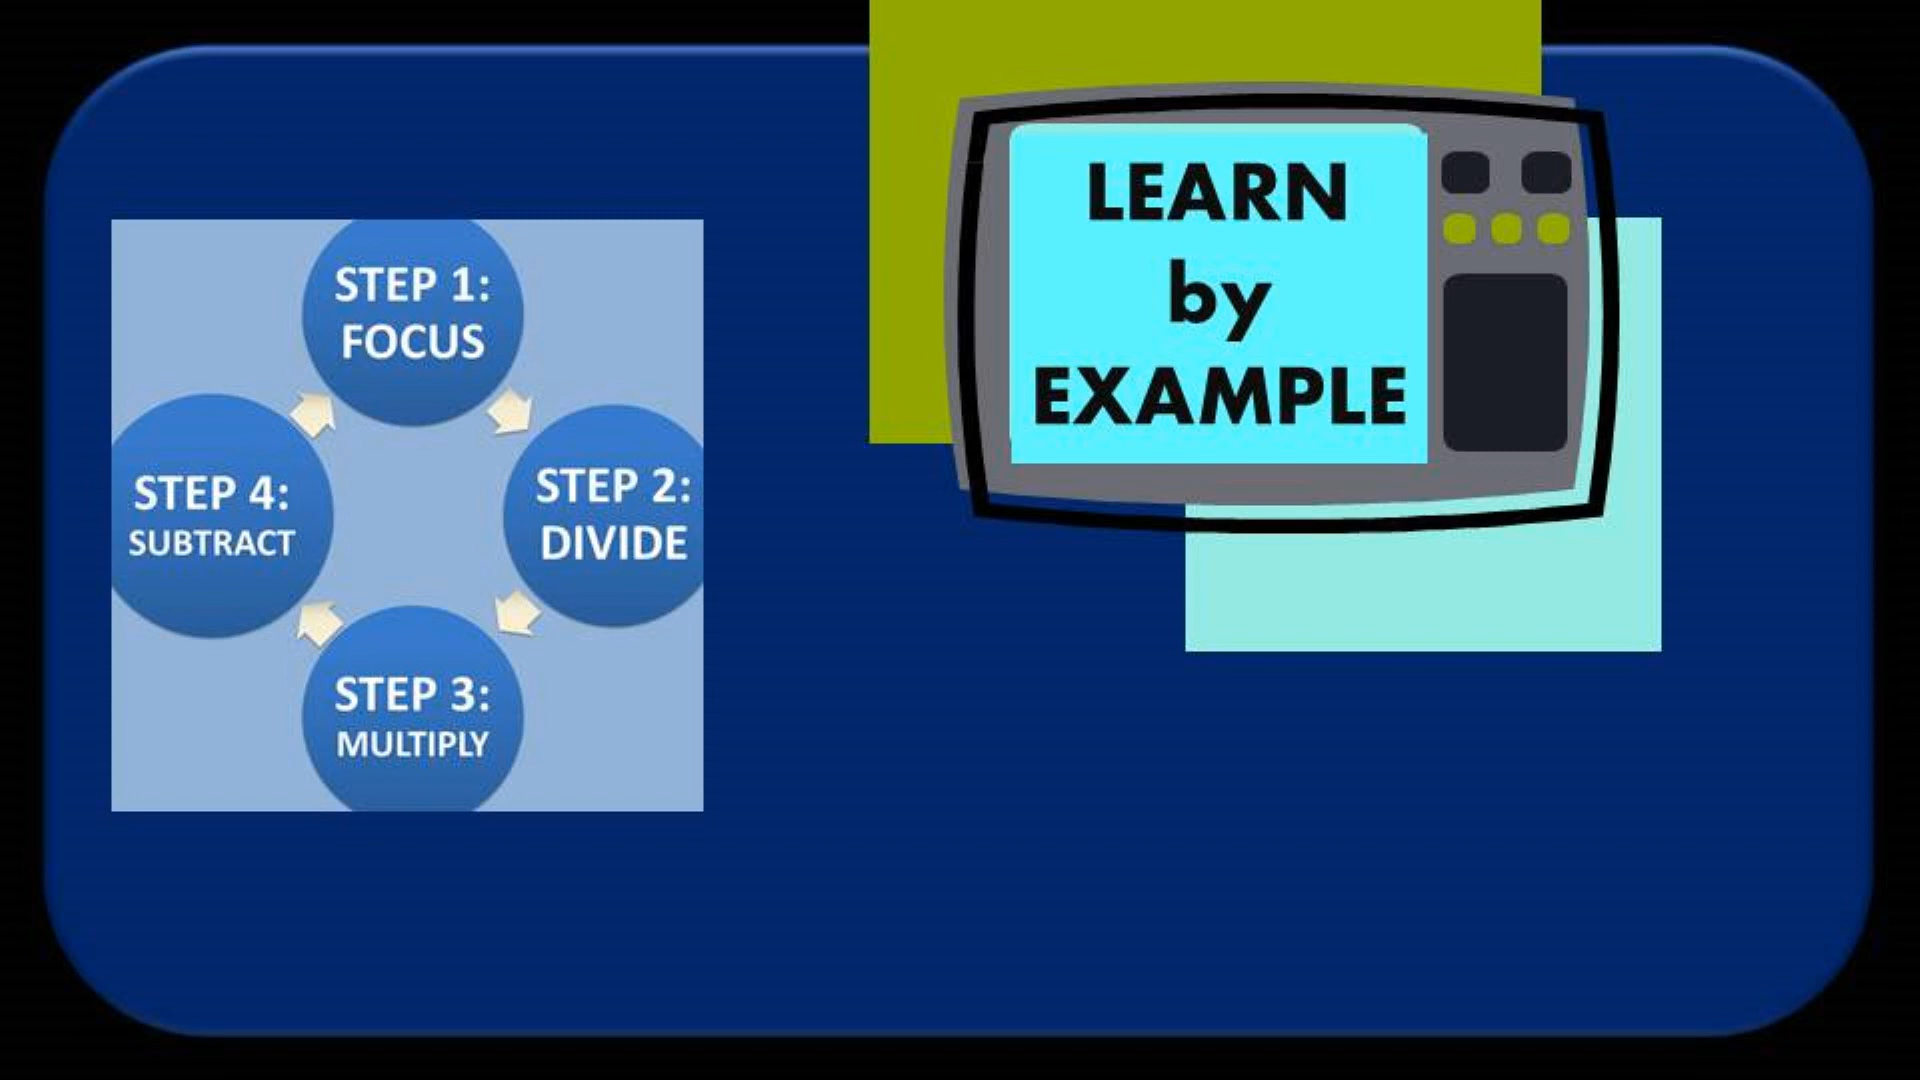 STEP 1:
FOCUS
STEP 2:
DIVIDE
STEP 3:
MULTIPLY
STEP 4:
SUBTRACT
LEARN
by
EXAMPLE